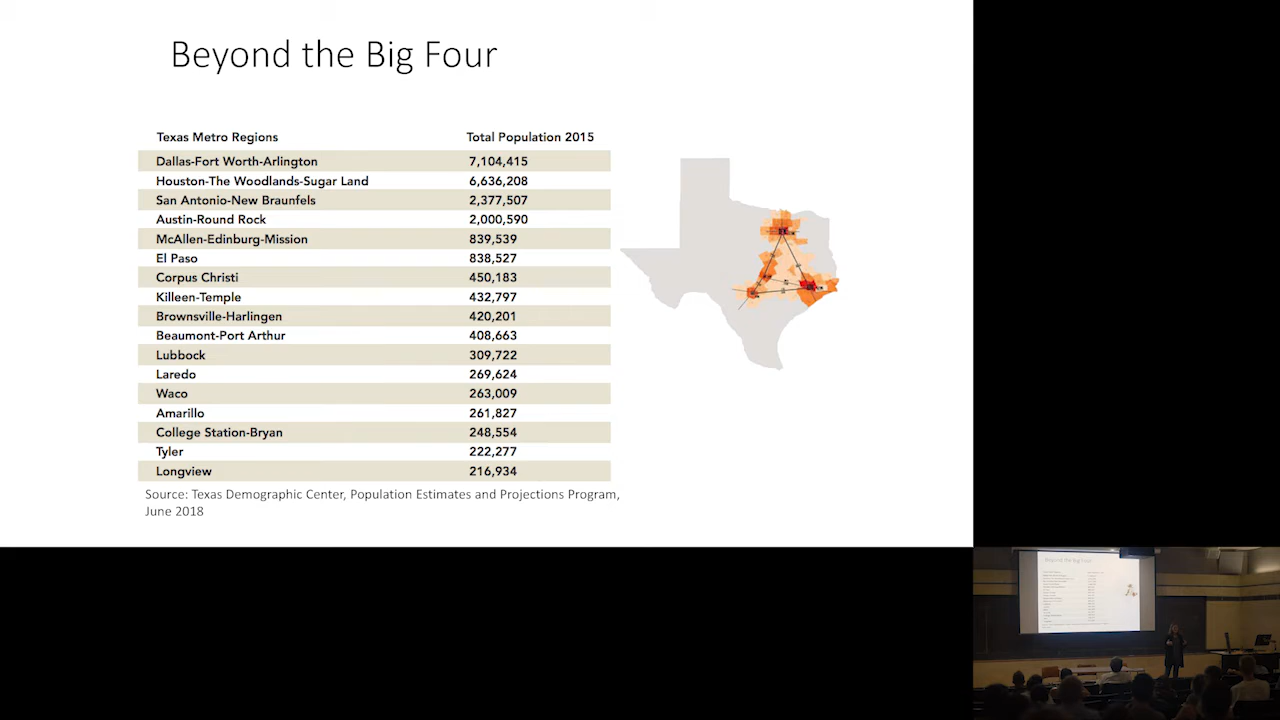 Beyond the Big Four
Texas Metro Regions Total Population 2015
Dallas-Fort Worth-Arlington 7,104,415
Houston-The Woodlands-Sugar Land 6,636,208
San Antonio-New Braunfels 2,377,507
Austin-Round Rock 2,000,590
McAllen-Edinburg-Mission 839,539
El Paso 838,527
Corpus Christi 450,183
Killeen-Temple 432,797
Brownsville-Harlingen 420,201
Beaumont-Port Arthur 408,663
Lubbock 309,722
Laredo 269,624
Waco 263,009
Amarillo 261,827
College Station-Bryan 248,554
Tyler 222,277
Longview 216,934
Source: Texas Demographic Center, Population Estimates and Projections Program,
June 2018
Beyond the Big Four